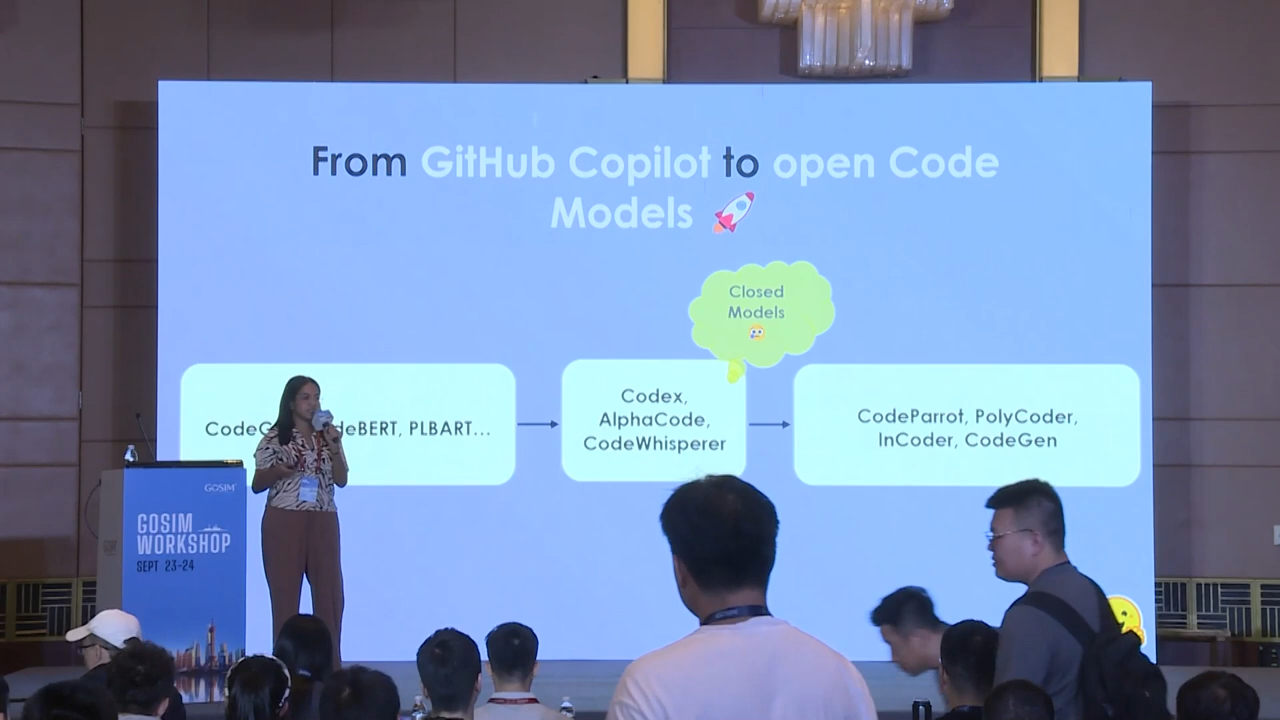 From GitHub Copilot to open Code
Models
Closed
Models
CodeG deBERT, PLBART...
Codex,
AlphaCode,
CodeWhisperer
CodeParrot, PolyCoder,
InCoder, CodeGen
GOSIM
GOSIM
WORKSHOP
SEPT 23-24